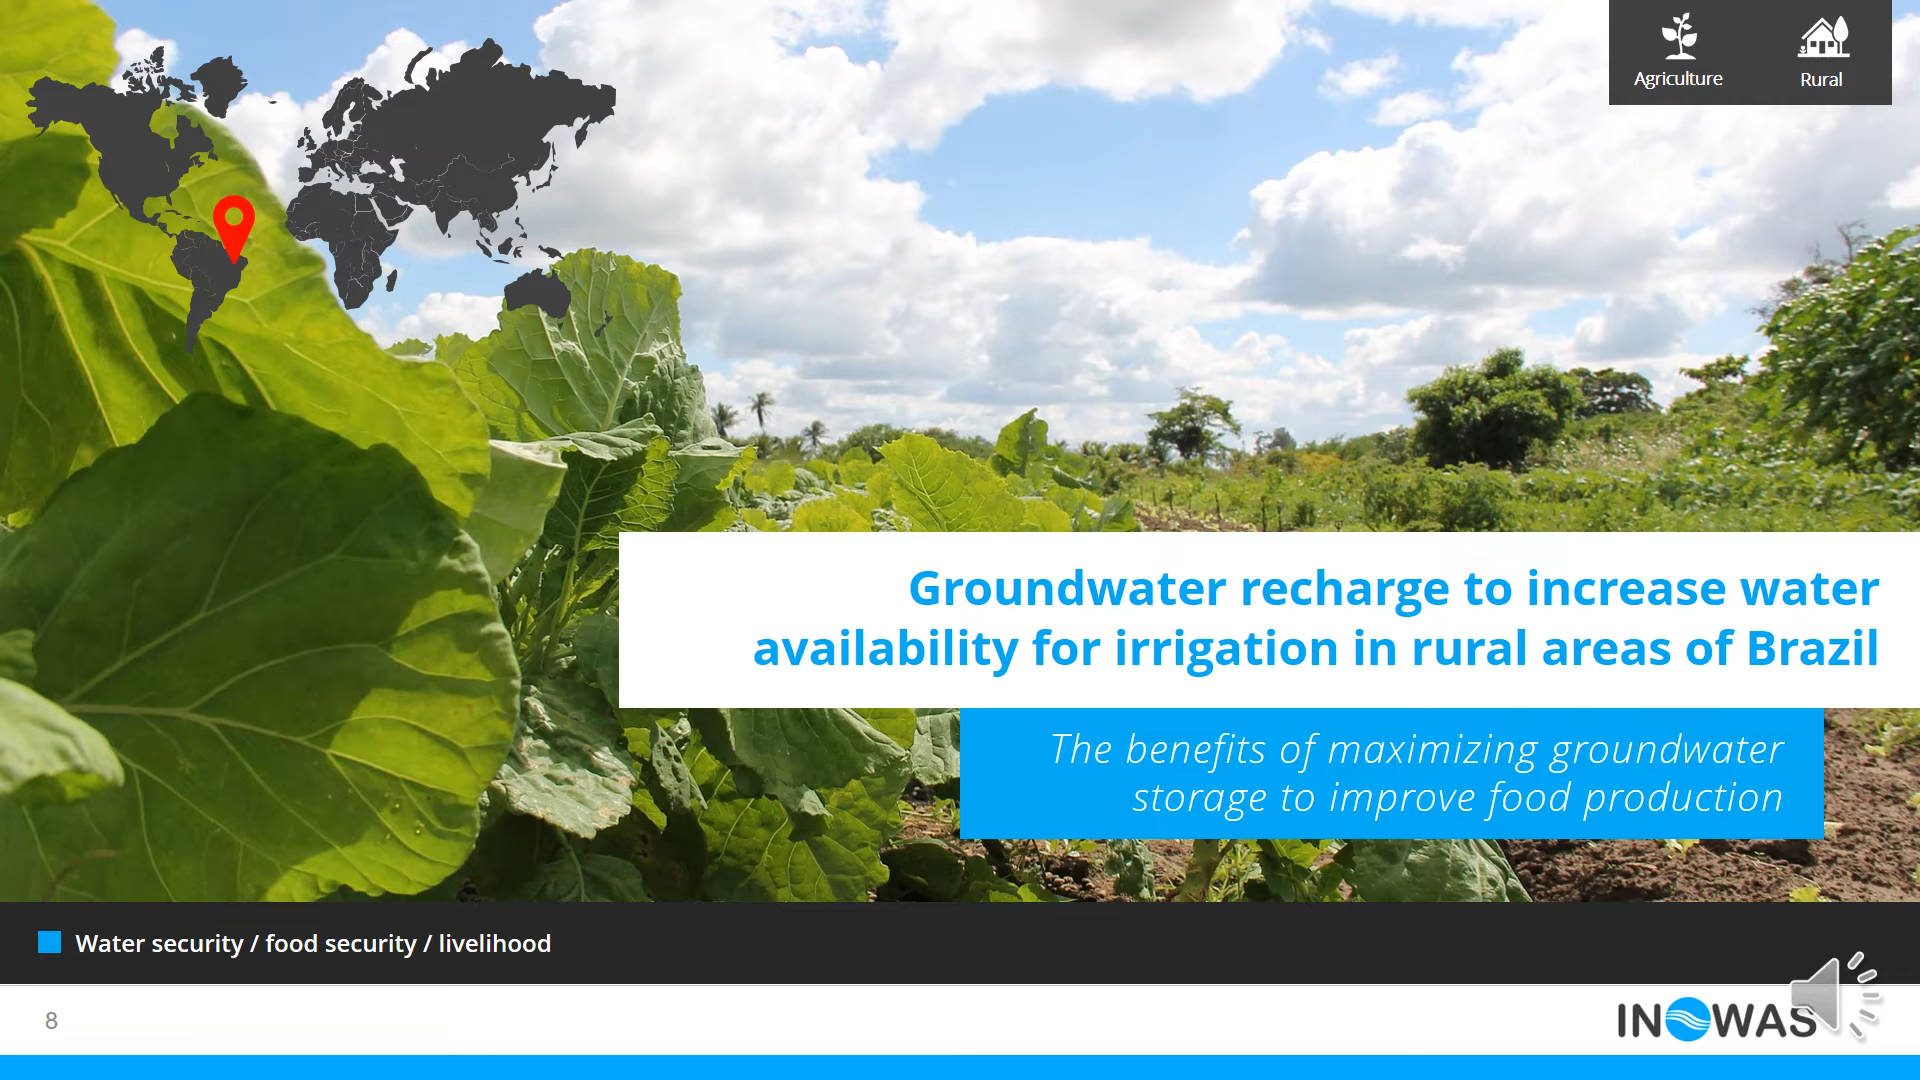 Agriculture
Rural
Groundwater recharge to increase water
availability for irrigation in rural areas of Brazil
The benefits of maximizing groundwater
storage to improve food production
Water security / food security / livelihood
8
INOWAS